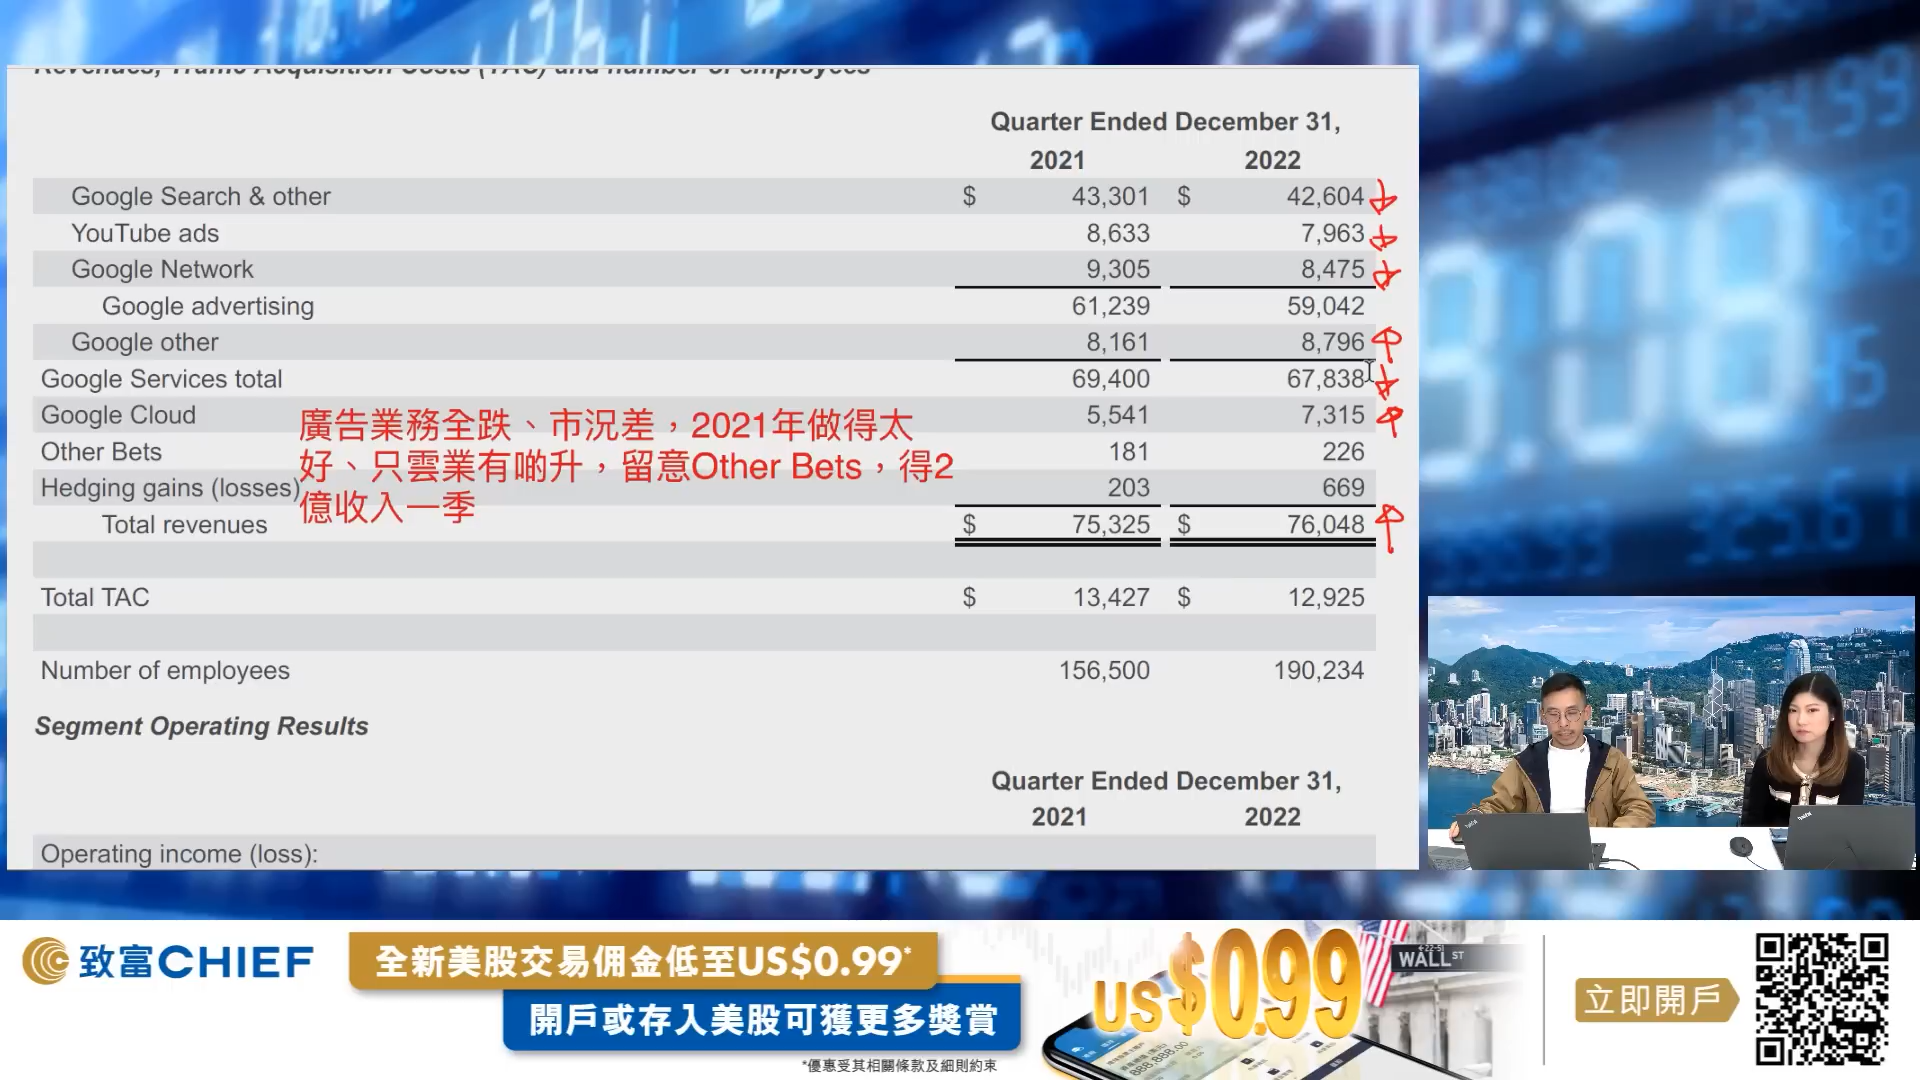 Revenues, Traffic Acquisition Costs (TAC) and number of employees
Quarter Ended December 31,
2021 2022
Google Search & other $ 43,301 $ 42,604
YouTube ads 8,633 7,963
Google Network 9,305 8,475
Google advertising 61,239 59,042
Google other 8,161 8,796
Google Services total 69,400 67,838
Google Cloud 5,541 7,315
Other Bets 181 226
Hedging gains (losses) 203 669
Total revenues $ 75,325 $ 76,048
廣告業務全跌、市況差，2021年做得太
好、只雲業有啲升，留意Other Bets，得2
億收入一季
Total TAC $ 13,427 $ 12,925
Number of employees 156,500 190,234
Segment Operating Results
Quarter Ended December 31,
2021 2022
Operating income (loss):
致富CHIEF
全新美股交易佣金低至US$0.99*
開戶或存入美股可獲更多獎賞
*優惠受其相關條款及細則約束
US$0.99
WALL ST
立即開戶